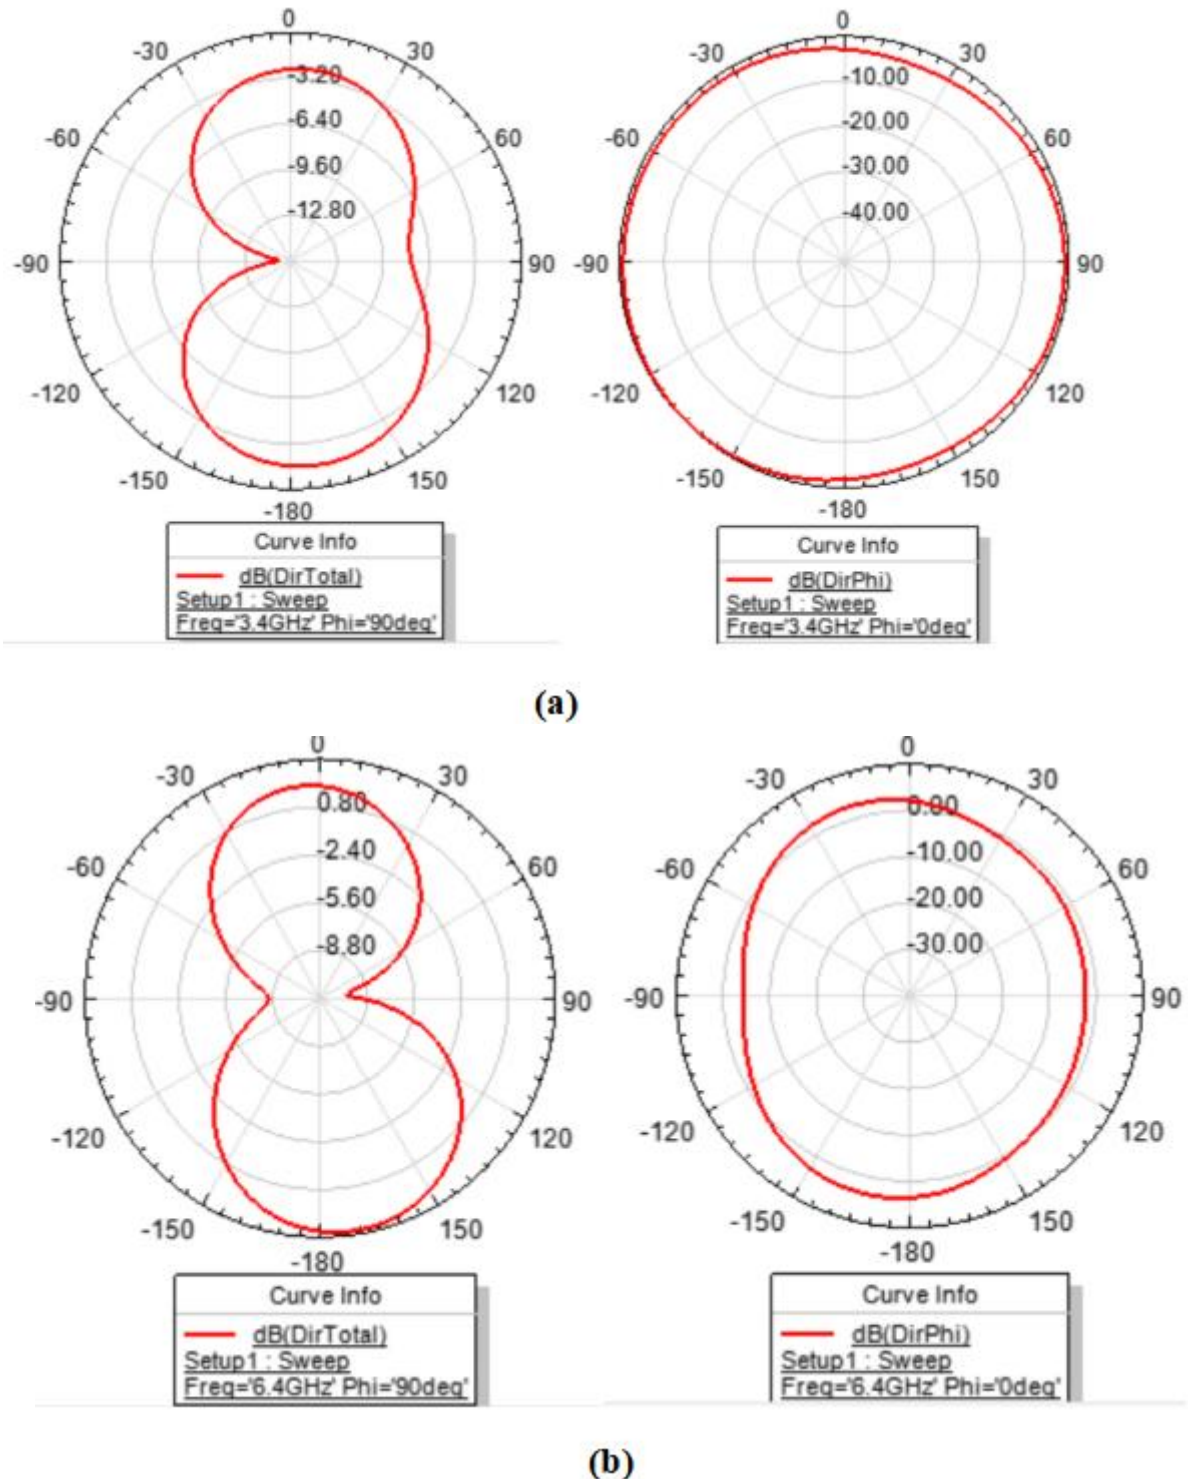 0
-30 30
-3.20
-60 -6.40 60
-9.60
-12.80
-90 90
-120 120
-150 150
-180
Curve Info
dB(DirTotal)
Setup1 : Sweep
Freq='3.4GHz' Phi='90deg'
0
-30 30
-10.00
-60 -20.00 60
-30.00
-40.00
-90 90
-120 120
-150 150
-180
Curve Info
dB(DirPhi)
Setup1 : Sweep
Freq='3.4GHz' Phi='0deg'
(a)
0
-30 30
0.80
-60 -2.40 60
-5.60
-8.80
-90 90
-120 120
-150 150
-180
Curve Info
dB(DirTotal)
Setup1 : Sweep
Freq='6.4GHz' Phi='90deg'
0
-30 30
0.00
-60 -10.00 60
-20.00
-30.00
-90 90
-120 120
-150 150
-180
Curve Info
dB(DirPhi)
Setup1 : Sweep
Freq='6.4GHz' Phi='0deg'
(b)